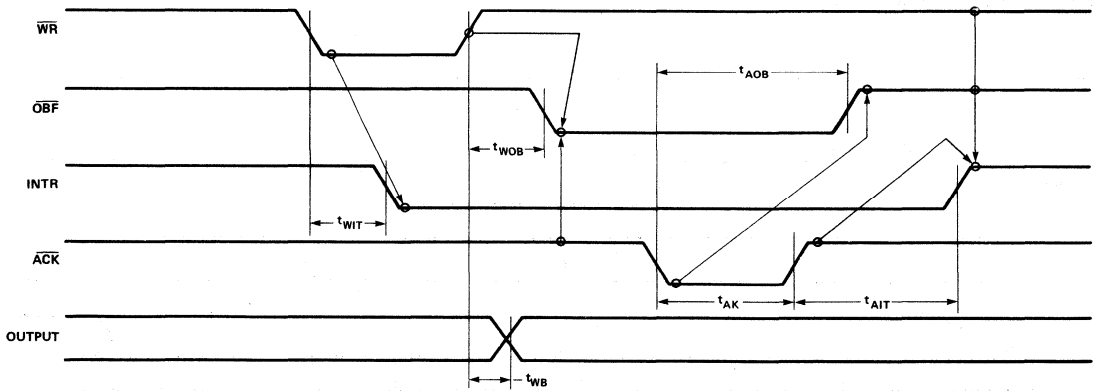 WR
tAOB
OBF
tWOB
INTR
tWIT
ACK
tAK
tAIT
OUTPUT
tWB